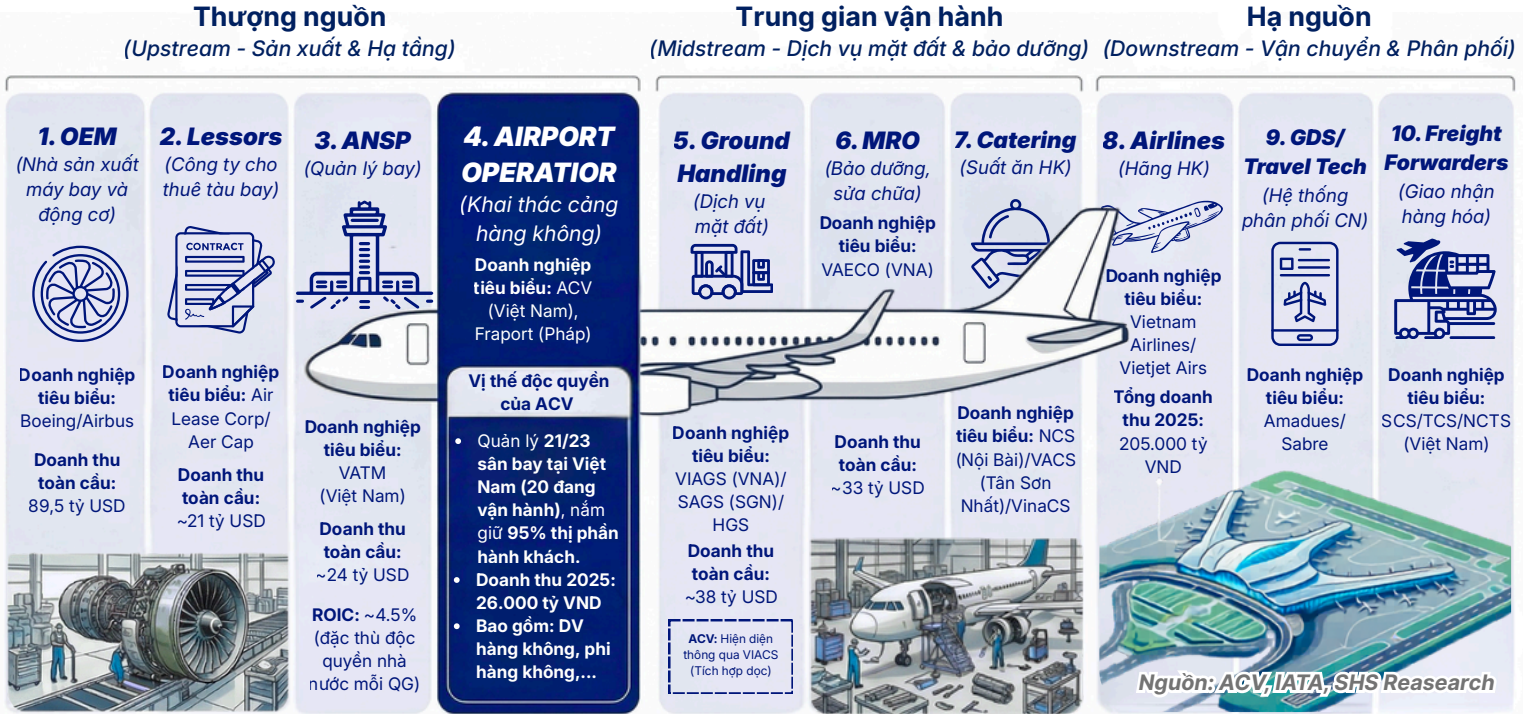 Thượng nguồn
(Upstream - Sản xuất & Hạ tầng)
Trung gian vận hành
(Midstream - Dịch vụ mặt đất & bảo dưỡng)
Hạ nguồn
(Downstream - Vận chuyển & Phân phối)
1. OEM
(Nhà sản xuất
máy bay và
động cơ)
Doanh nghiệp
tiêu biểu:
Boeing/Airbus
Doanh thu
toàn cầu:
89,5 tỷ USD
2. Lessors
(Công ty cho
thuê tàu bay)
CONTRACT
Doanh nghiệp
tiêu biểu: Air
Lease Corp/
Aer Cap
Doanh thu
toàn cầu:
~21 tỷ USD
3. ANSP
(Quản lý bay)
Doanh nghiệp
tiêu biểu:
VATM
(Việt Nam)
Doanh thu
toàn cầu:
~24 tỷ USD
ROIC: ~4.5%
(đặc thù độc
quyền nhà
nước mỗi QG)
4. AIRPORT
OPERATIOR
(Khai thác cảng
hàng không)
Doanh nghiệp
tiêu biểu: ACV
(Việt Nam),
Fraport (Pháp)
Vị thế độc quyền
của ACV
• Quản lý 21/23
sân bay tại Việt
Nam (20 đang
vận hành), nắm
giữ 95% thị phần
hành khách.
• Doanh thu 2025:
26.000 tỷ VND
• Bao gồm: DV
hàng không, phi
hàng không,...
5. Ground
Handling
(Dịch vụ
mặt đất)
Doanh nghiệp
tiêu biểu:
VIAGS (VNA)/
SAGS (SGN)/
HGS
Doanh thu
toàn cầu:
~38 tỷ USD
ACV: Hiện diện
thông qua VIACS
(Tích hợp dọc)
6. MRO
(Bảo dưỡng,
sửa chữa)
Doanh nghiệp
tiêu biểu:
VAECO (VNA)
Doanh thu
toàn cầu:
~33 tỷ USD
7. Catering
(Suất ăn HK)
Doanh nghiệp
tiêu biểu: NCS
(Nội Bài)/VACS
(Tân Sơn
Nhất)/VinaCS
8. Airlines
(Hãng HK)
Doanh nghiệp
tiêu biểu:
Vietnam
Airlines/
Vietjet Airs
Tổng doanh
thu 2025:
205.000 tỷ
VND
9. GDS/
Travel Tech
(Hệ thống
phân phối CN)
Doanh nghiệp
tiêu biểu:
Amadues/
Sabre
10. Freight
Forwarders
(Giao nhận
hàng hóa)
Doanh nghiệp
tiêu biểu:
SCS/TCS/NCTS
(Việt Nam)
Nguồn: ACV, IATA, SHS Reasearch